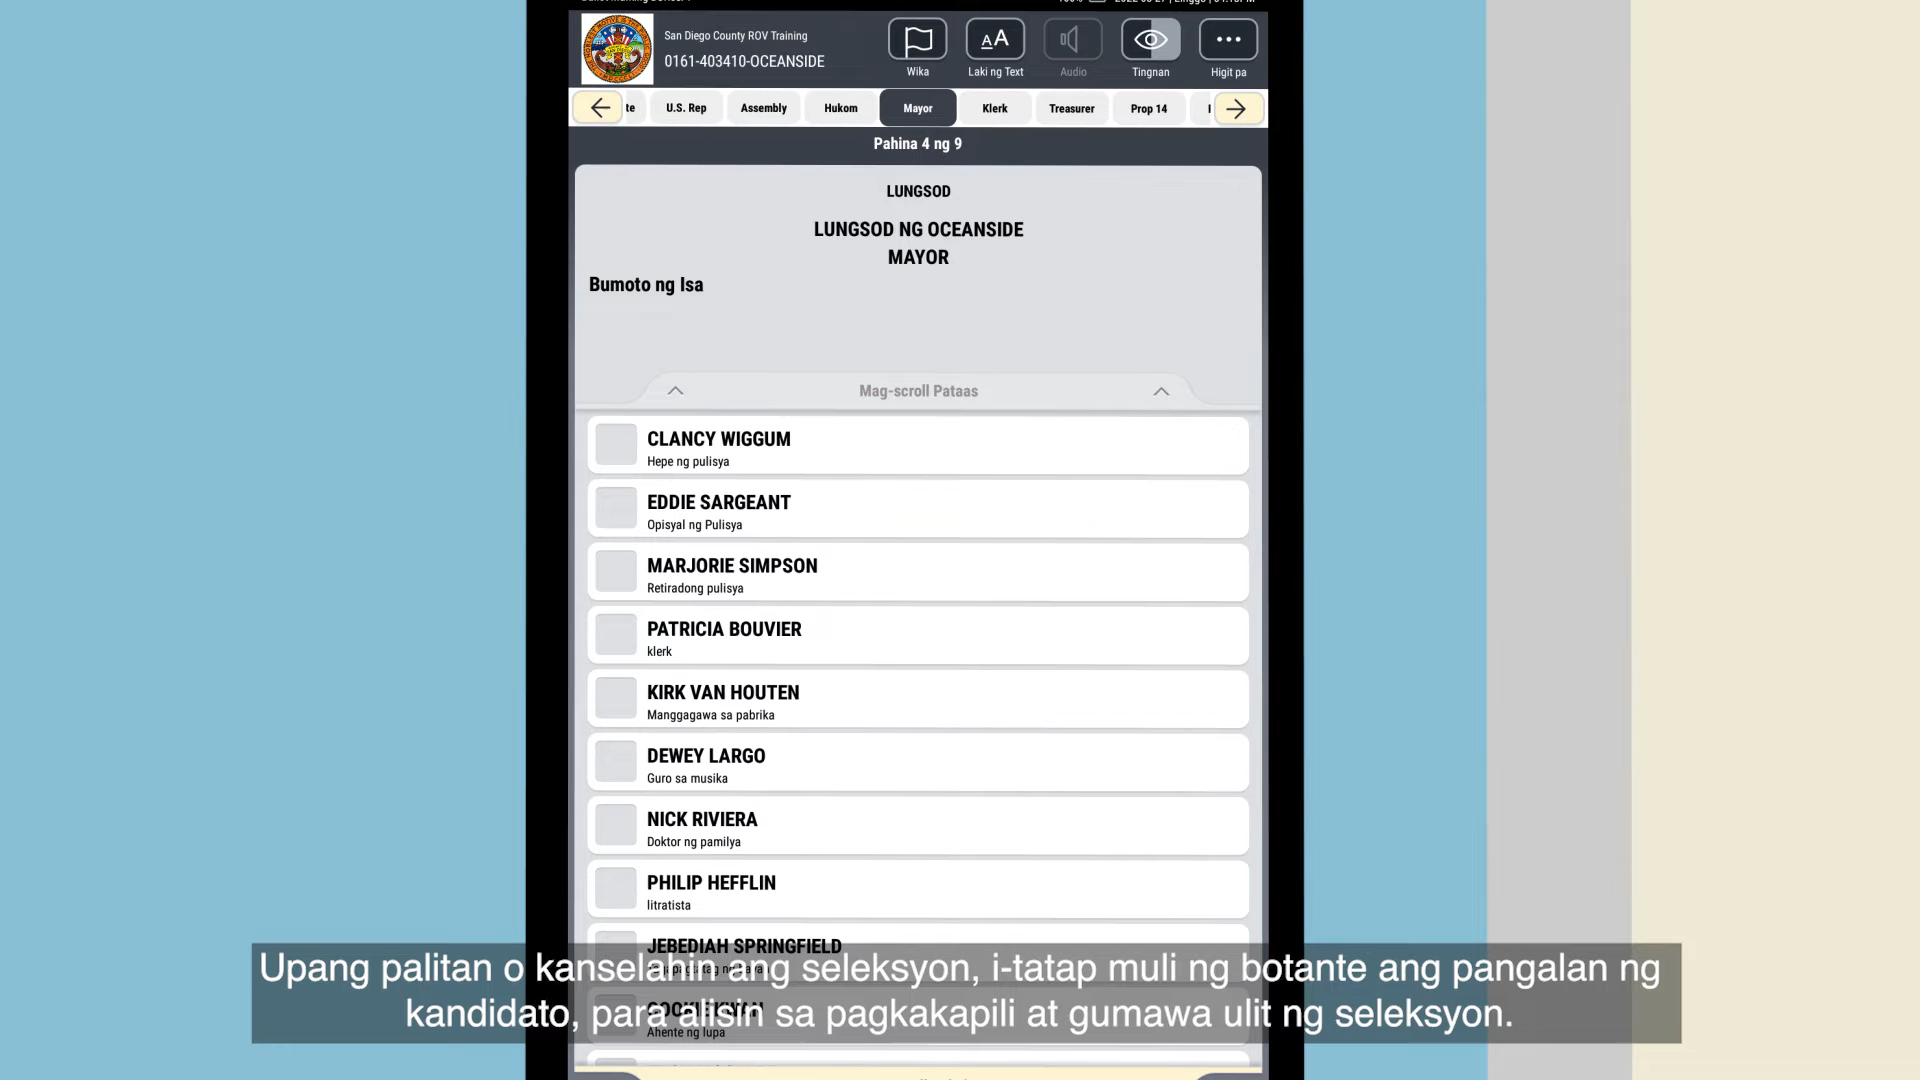 San Diego County ROV Training
0161-403410-OCEANSIDE
Wika
Laki ng Text
Audio
Tingnan
Higit pa
te
U.S. Rep
Assembly
Hukom
Mayor
Klerk
Treasurer
Prop 14
Pahina 4 ng 9
LUNGSOD
LUNGSOD NG OCEANSIDE
MAYOR
Bumoto ng Isa
Mag-scroll Pataas
CLANCY WIGGUM
Hepe ng pulisya
EDDIE SARGEANT
Opisyal ng Pulisya
MARJORIE SIMPSON
Retiradong pulisya
PATRICIA BOUVIER
klerk
KIRK VAN HOUTEN
Manggagawa sa pabrika
DEWEY LARGO
Guro sa musika
NICK RIVIERA
Doktor ng pamilya
PHILIP HEFFLIN
litratista
JEBEDIAH SPRINGFIELD
COOKIE KWAN
Ahente ng lupa
Upang palitan o kanselahin ang seleksyon, i-tatap muli ng botante ang pangalan ng
kandidato, para alisin sa pagkakapili at gumawa ulit ng seleksyon.